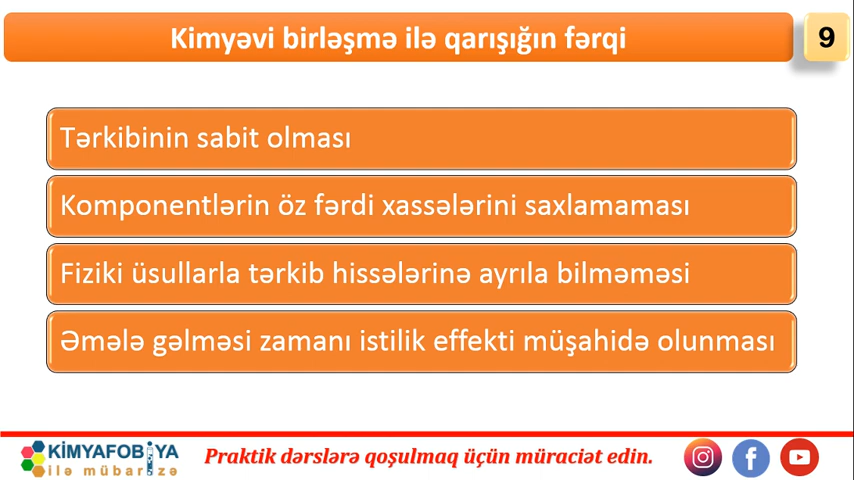 Kimyəvi birləşmə ilə qarışığın fərqi
9
Tərkibinin sabit olması
Komponentlərin öz fərdi xassələrini saxlamaması
Fiziki üsullarla tərkib hissələrinə ayrıla bilməməsi
Əmələ gəlməsi zamanı istilik effekti müşahidə olunması
KİMYAFOBİYA
ilə mübarizə
Praktik dərslərə qoşulmaq üçün müraciət edin.